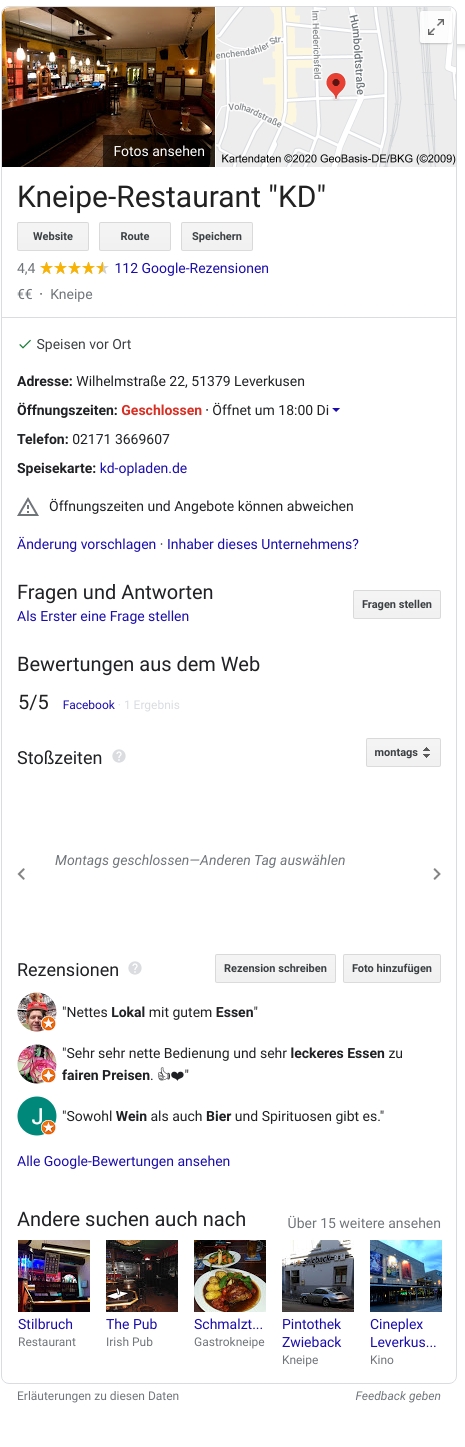 Im Hederichsfeld
Humboldtstraße
enchendahler Str.
Volhardstraße
Fotos ansehen
Kartendaten ©2020 GeoBasis-DE/BKG (©2009)
Kneipe-Restaurant "KD"
Website Route Speichern
4,4 112 Google-Rezensionen
€€ · Kneipe
Speisen vor Ort
Adresse: Wilhelmstraße 22, 51379 Leverkusen
Öffnungszeiten: Geschlossen · Öffnet um 18:00 Di
Telefon: 02171 3669607
Speisekarte: kd-opladen.de
Öffnungszeiten und Angebote können abweichen
Änderung vorschlagen · Inhaber dieses Unternehmens?
Fragen und Antworten
Als Erster eine Frage stellen
Fragen stellen
Bewertungen aus dem Web
5/5 Facebook · 1 Ergebnis
Stoßzeiten ? montags
Montags geschlossen—Anderen Tag auswählen
Rezensionen ? Rezension schreiben Foto hinzufügen
"Nettes Lokal mit gutem Essen"
"Sehr sehr nette Bedienung und sehr leckeres Essen zu
fairen Preisen. 👍❤"
J "Sowohl Wein als auch Bier und Spirituosen gibt es."
Alle Google-Bewertungen ansehen
Andere suchen auch nach Über 15 weitere ansehen
Stilbruch
Restaurant
The Pub
Irish Pub
Schmalzt...
Gastrokneipe
Pintothek
Zwieback
Kneipe
Cineplex
Leverkus...
Kino
Erläuterungen zu diesen Daten Feedback geben